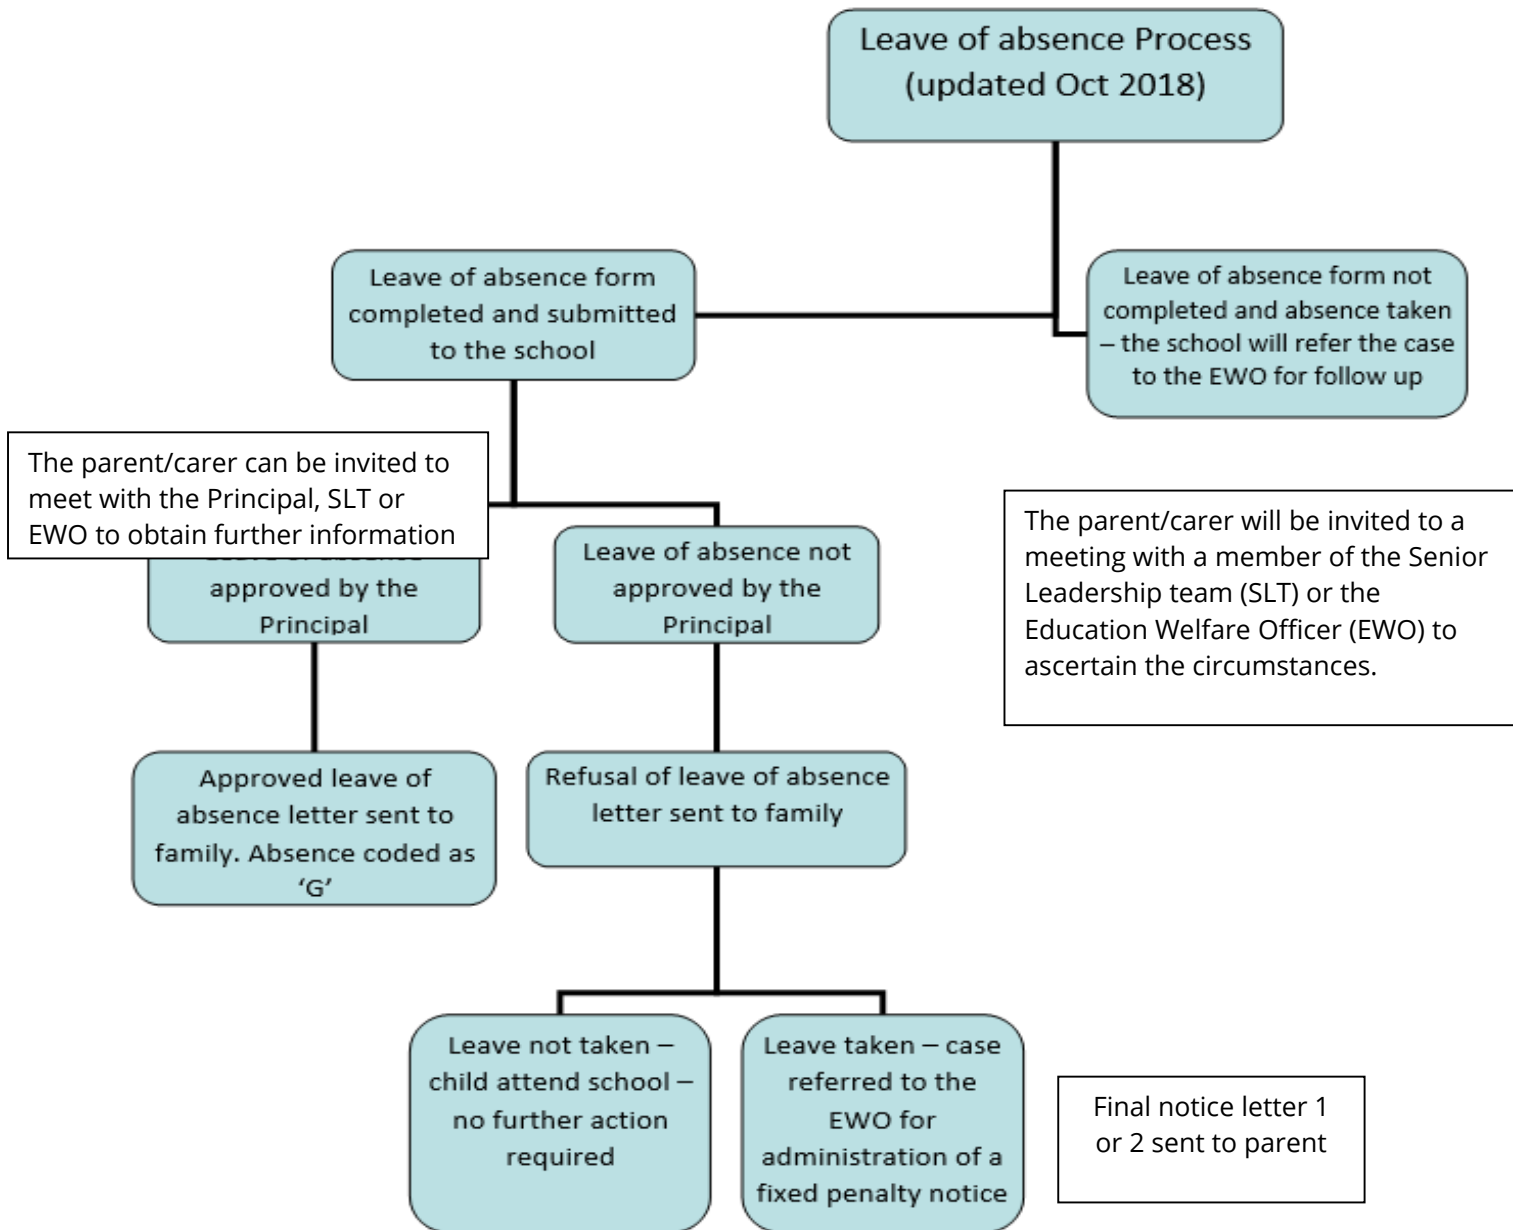 Leave of absence Process
(updated Oct 2018)
Leave of absence form
completed and submitted
to the school
Leave of absence form not
completed and absence taken
– the school will refer the case
to the EWO for follow up
The parent/carer can be invited to
meet with the Principal, SLT or
EWO to obtain further information
The parent/carer will be invited to a
meeting with a member of the Senior
Leadership team (SLT) or the
Education Welfare Officer (EWO) to
ascertain the circumstances.
Leave of absence
approved by the
Principal
Leave of absence not
approved by the
Principal
Approved leave of
absence letter sent to
family. Absence coded as
‘G’
Refusal of leave of absence
letter sent to family
Leave not taken –
child attend school –
no further action
required
Leave taken – case
referred to the
EWO for
administration of a
fixed penalty notice
Final notice letter 1
or 2 sent to parent